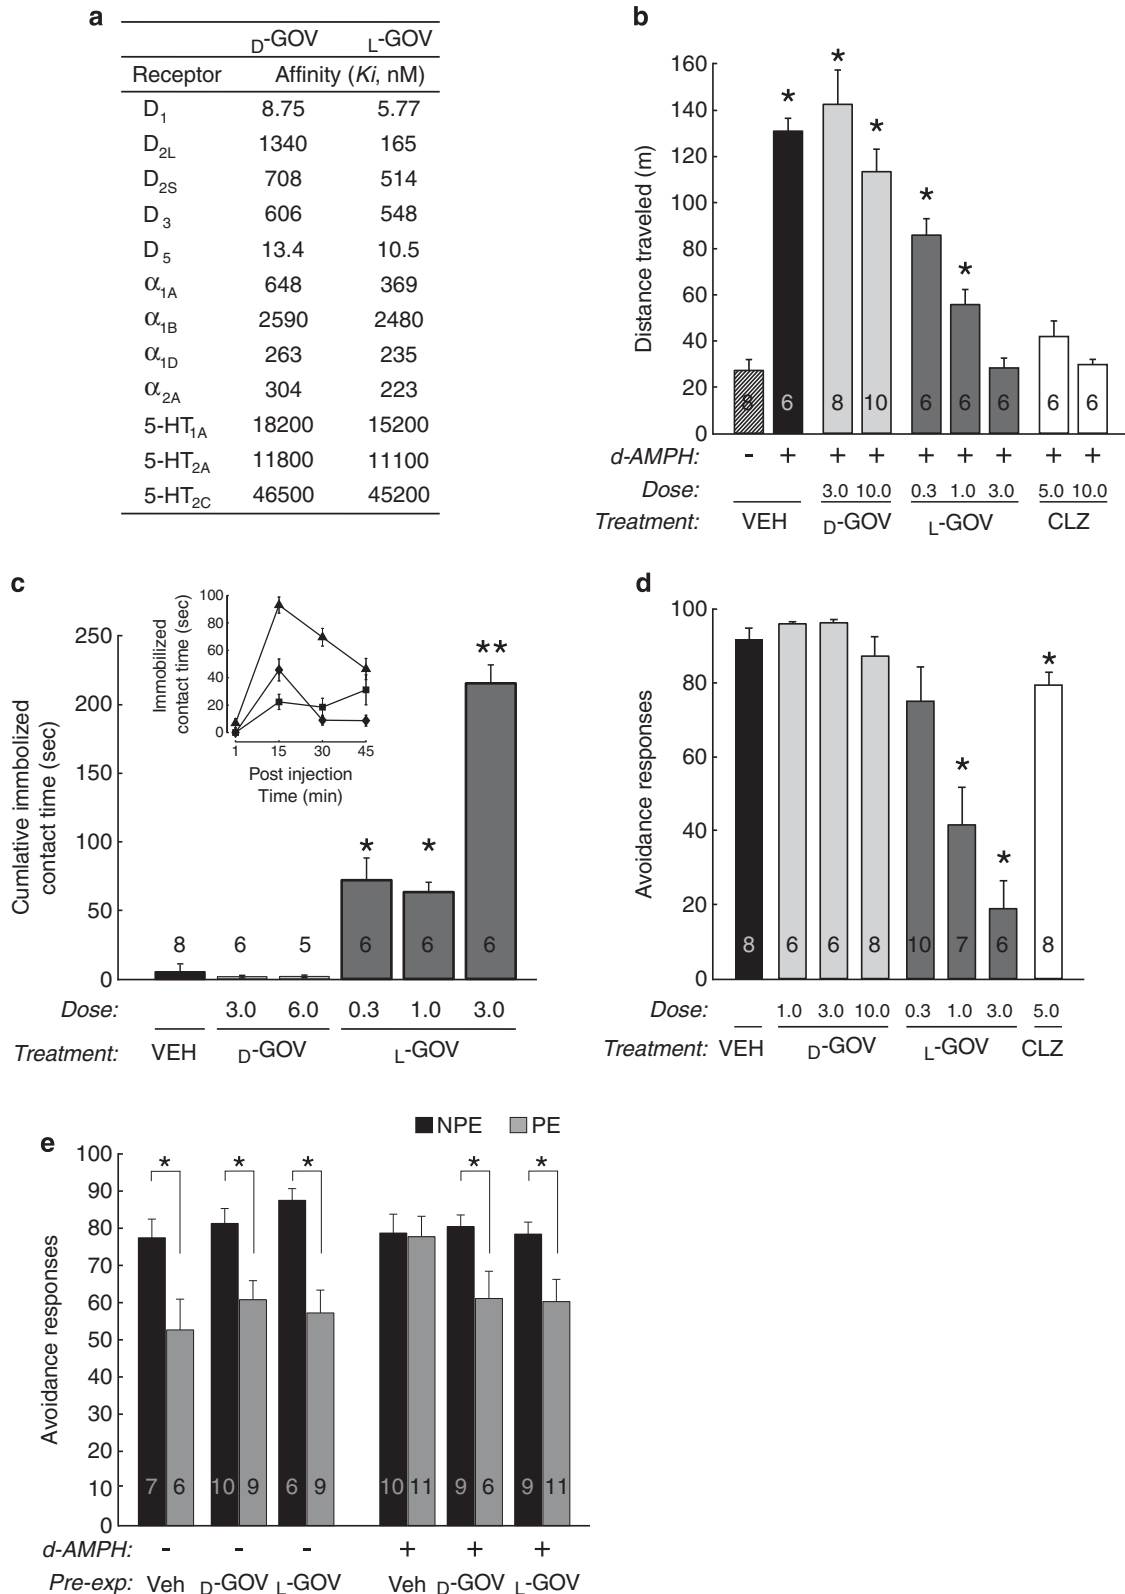 a
D-GOV L-GOV
Receptor Affinity (Ki, nM)
D1 8.75 5.77
D2L 1340 165
D2S 708 514
D3 606 548
D5 13.4 10.5
α1A 648 369
α1B 2590 2480
α1D 263 235
α2A 304 223
5-HT1A 18200 15200
5-HT2A 11800 11100
5-HT2C 46500 45200
b
Distance traveled (m)
160
140
120
100
80
60
40
20
0
* * * * *
8 6 8 10 6 6 6 6 6
d-AMPH: - + + + + + + + +
Dose: 3.0 10.0 0.3 1.0 3.0 5.0 10.0
Treatment: VEH D-GOV L-GOV CLZ
c
Cumlative immbolized
contact time (sec)
250
200
150
100
50
0
Immobilized
contact time (sec)
100
80
60
40
20
0
1 15 30 45
Post injection
Time (min)
* * **
8 6 5 6 6 6
Dose: 3.0 6.0 0.3 1.0 3.0
Treatment: VEH D-GOV L-GOV
d
Avoidance responses
100
80
60
40
20
0
* * *
8 6 6 8 10 7 6 8
Dose: 1.0 3.0 10.0 0.3 1.0 3.0 5.0
Treatment: VEH D-GOV L-GOV CLZ
e
NPE PE
Avoidance responses
100
90
80
70
60
50
40
30
20
10
0
* * * * *
7 6 10 9 6 9 10 11 9 6 9 11
d-AMPH: - - - + + +
Pre-exp: Veh D-GOV L-GOV Veh D-GOV L-GOV